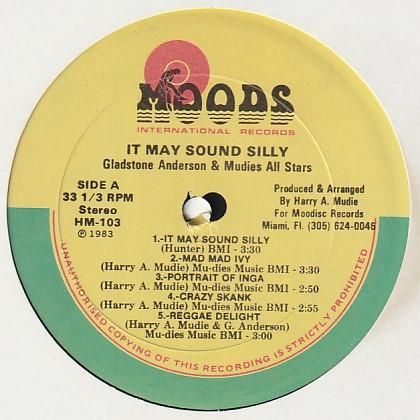 MOODS
INTERNATIONAL RECORDS
IT MAY SOUND SILLY
Gladstone Anderson & Mudies All Stars
SIDE A
33 1/3 RPM
Stereo
HM-103
℗ 1983
Produced & Arranged
By Harry A. Mudie
For Moodisc Records
Miami, Fl. (305) 624-0046
1.-IT MAY SOUND SILLY
(Hunter) BMI - 3:30
2.-MAD MAD IVY
(Harry A. Mudie) Mu-dies Music BMI - 3:30
3.-PORTRAIT OF INGA
(Harry A. Mudie) Mu-dies Music BMI - 2:50
4.-CRAZY SKANK
(Harry A. Mudie) Mu-dies Music BMI - 2:55
5.-REGGAE DELIGHT
(Harry A. Mudie & G. Anderson)
Mu-dies Music BMI - 3:00
UNAUTHORISED COPYING OF THIS RECORDING IS STRICTLY PROHIBITED